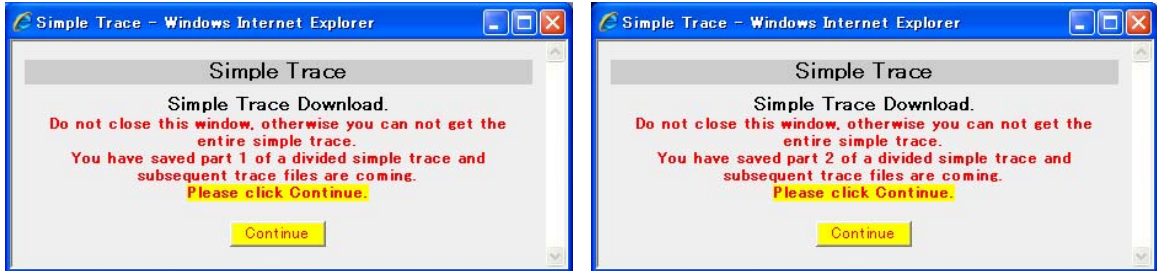 Simple Trace - Windows Internet Explorer
Simple Trace
Simple Trace Download.
Do not close this window, otherwise you can not get the
entire simple trace.
You have saved part 1 of a divided simple trace and
subsequent trace files are coming.
Please click Continue.
Continue
Simple Trace - Windows Internet Explorer
Simple Trace
Simple Trace Download.
Do not close this window, otherwise you can not get the
entire simple trace.
You have saved part 2 of a divided simple trace and
subsequent trace files are coming.
Please click Continue.
Continue